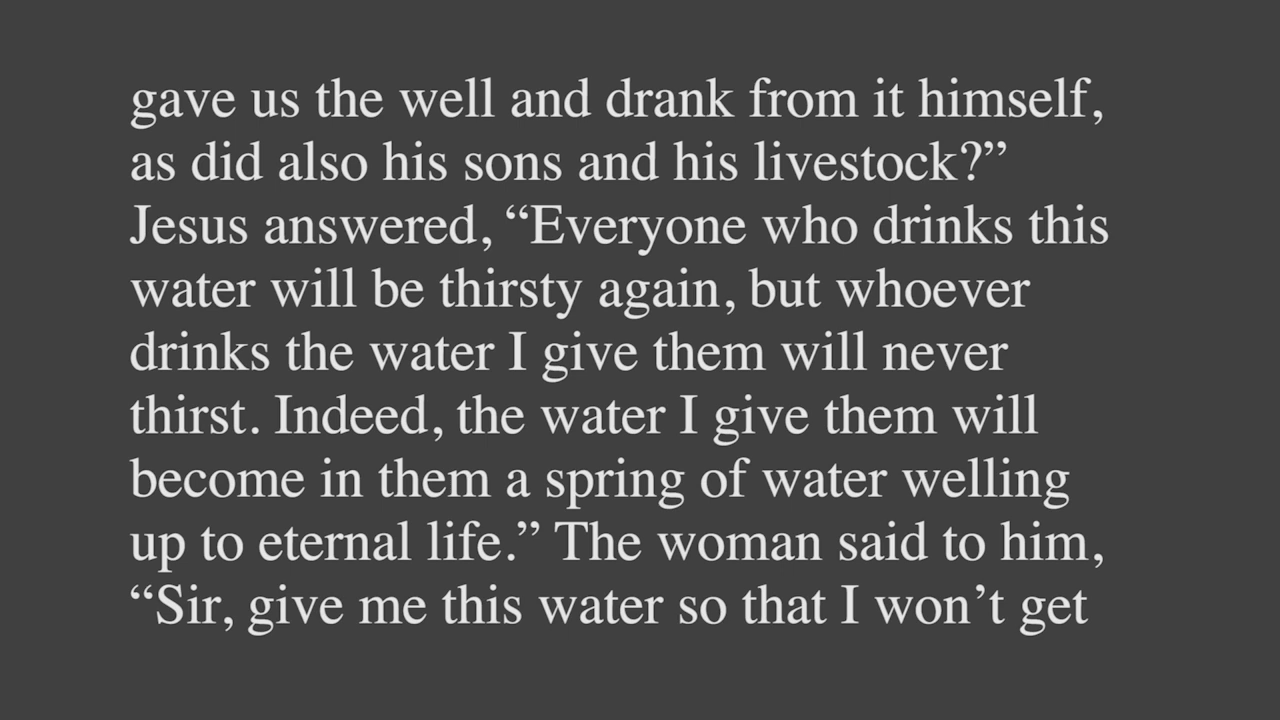 gave us the well and drank from it himself,
as did also his sons and his livestock?”
Jesus answered, “Everyone who drinks this
water will be thirsty again, but whoever
drinks the water I give them will never
thirst. Indeed, the water I give them will
become in them a spring of water welling
up to eternal life.” The woman said to him,
“Sir, give me this water so that I won’t get